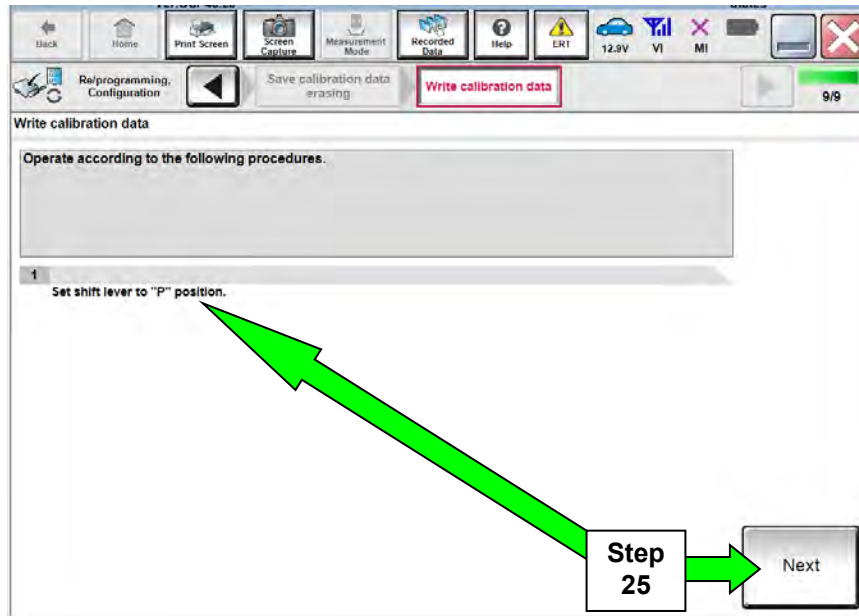 Back
Home
Print Screen
Screen
Capture
Measurement
Mode
Recorded
Data
Help
ERT
12.9V
VI
MI
Re/programming,
Configuration
Save calibration data
erasing
Write calibration data
9/9
Write calibration data
Operate according to the following procedures.
1
Set shift lever to "P" position.
Step
25
Next